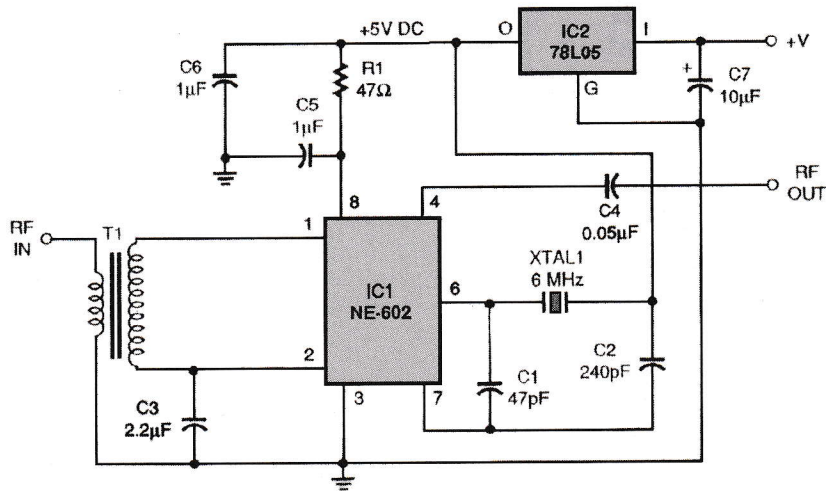 +5V DC
O
IC2
78L05
I
+V
G
+
C7
10μF
C6
1μF
R1
47Ω
C5
1μF
8
4
C4
0.05μF
RF
OUT
RF
IN
T1
1
IC1
NE-602
6
XTAL1
6 MHz
2
C1
47pF
C2
240pF
3
7
C3
2.2μF